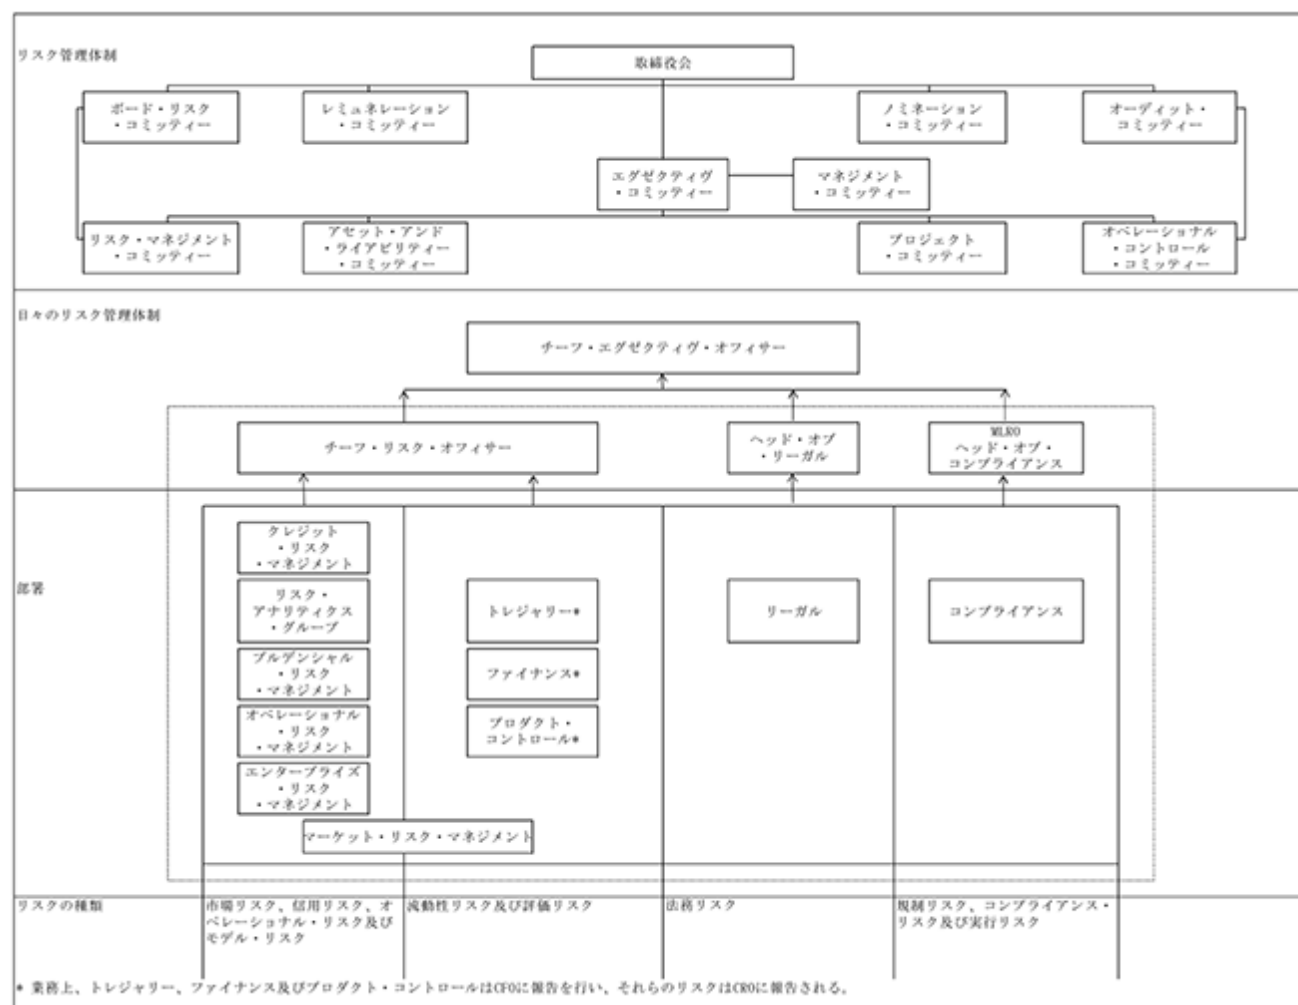 リスク管理体制
取締役会
ボード・リスク
・コミッティー
レミュネレーション
・コミッティー
ノミネーション
・コミッティー
オーディット・
コミッティー
エグゼクティヴ
・コミッティー
マネジメント
・コミッティー
リスク・マネジメント
・コミッティー
アセット・アンド
・ライアビリティー
・コミッティー
プロジェクト
・コミッティー
オペレーショナル
・コントロール
・コミッティー
日々のリスク管理体制
チーフ・エグゼクティヴ・オフィサー
チーフ・リスク・オフィサー
ヘッド・オブ
・リーガル
MLRO
ヘッド・オブ・
コンプライアンス
部署
クレジット
・リスク
・マネジメント
リスク・
アナリティクス
・グループ
プルデンシャル
・リスク
・マネジメント
オペレーショナル
・リスク
・マネジメント
エンタープライズ
・リスク
・マネジメント
マーケット・リスク・マネジメント
トレジャリー*
ファイナンス*
プロダクト・
コントロール*
リーガル
コンプライアンス
リスクの種類
市場リスク、信用リスク、オ
ペレーショナル・リスク及び
モデル・リスク
流動性リスク及び評価リスク
法務リスク
規制リスク、コンプライアンス・
リスク及び実行リスク
* 業務上、トレジャリー、ファイナンス及びプロダクト・コントロールはCFOに報告を行い、それらのリスクはCROに報告される。